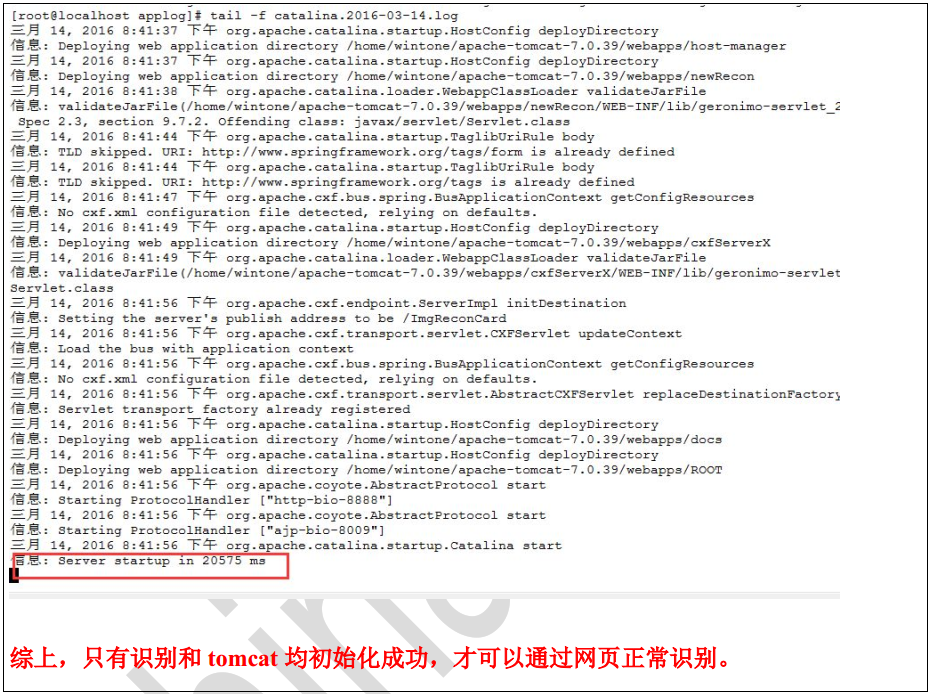 [root@localhost applog]# tail -f catalina.2016-03-14.log
三月 14, 2016 8:41:37 下午 org.apache.catalina.startup.HostConfig deployDirectory
信息: Deploying web application directory /home/wintone/apache-tomcat-7.0.39/webapps/host-manager
三月 14, 2016 8:41:37 下午 org.apache.catalina.startup.HostConfig deployDirectory
信息: Deploying web application directory /home/wintone/apache-tomcat-7.0.39/webapps/newRecon
三月 14, 2016 8:41:38 下午 org.apache.catalina.loader.WebappClassLoader validateJarFile
信息: validateJarFile(/home/wintone/apache-tomcat-7.0.39/webapps/newRecon/WEB-INF/lib/geronimo-servlet_2
Spec 2.3, section 9.7.2. Offending class: javax/servlet/Servlet.class
三月 14, 2016 8:41:44 下午 org.apache.catalina.startup.TaglibUriRule body
信息: TLD skipped. URI: http://www.springframework.org/tags/form is already defined
三月 14, 2016 8:41:44 下午 org.apache.catalina.startup.TaglibUriRule body
信息: TLD skipped. URI: http://www.springframework.org/tags is already defined
三月 14, 2016 8:41:47 下午 org.apache.cxf.bus.spring.BusApplicationContext getConfigResources
信息: No cxf.xml configuration file detected, relying on defaults.
三月 14, 2016 8:41:49 下午 org.apache.catalina.startup.HostConfig deployDirectory
信息: Deploying web application directory /home/wintone/apache-tomcat-7.0.39/webapps/cxfServerX
三月 14, 2016 8:41:49 下午 org.apache.catalina.loader.WebappClassLoader validateJarFile
信息: validateJarFile(/home/wintone/apache-tomcat-7.0.39/webapps/cxfServerX/WEB-INF/lib/geronimo-servlet
Servlet.class
三月 14, 2016 8:41:56 下午 org.apache.cxf.endpoint.ServerImpl initDestination
信息: Setting the server's publish address to be /ImgReconCard
三月 14, 2016 8:41:56 下午 org.apache.cxf.transport.servlet.CXFServlet updateContext
信息: Load the bus with application context
三月 14, 2016 8:41:56 下午 org.apache.cxf.bus.spring.BusApplicationContext getConfigResources
信息: No cxf.xml configuration file detected, relying on defaults.
三月 14, 2016 8:41:56 下午 org.apache.cxf.transport.servlet.AbstractCXFServlet replaceDestinationFactory
信息: Servlet transport factory already registered
三月 14, 2016 8:41:56 下午 org.apache.catalina.startup.HostConfig deployDirectory
信息: Deploying web application directory /home/wintone/apache-tomcat-7.0.39/webapps/docs
三月 14, 2016 8:41:56 下午 org.apache.catalina.startup.HostConfig deployDirectory
信息: Deploying web application directory /home/wintone/apache-tomcat-7.0.39/webapps/ROOT
三月 14, 2016 8:41:56 下午 org.apache.coyote.AbstractProtocol start
信息: Starting ProtocolHandler ["http-bio-8888"]
三月 14, 2016 8:41:56 下午 org.apache.coyote.AbstractProtocol start
信息: Starting ProtocolHandler ["ajp-bio-8009"]
三月 14, 2016 8:41:56 下午 org.apache.catalina.startup.Catalina start
信息: Server startup in 20575 ms
综上，只有识别和 tomcat 均初始化成功，才可以通过网页正常识别。